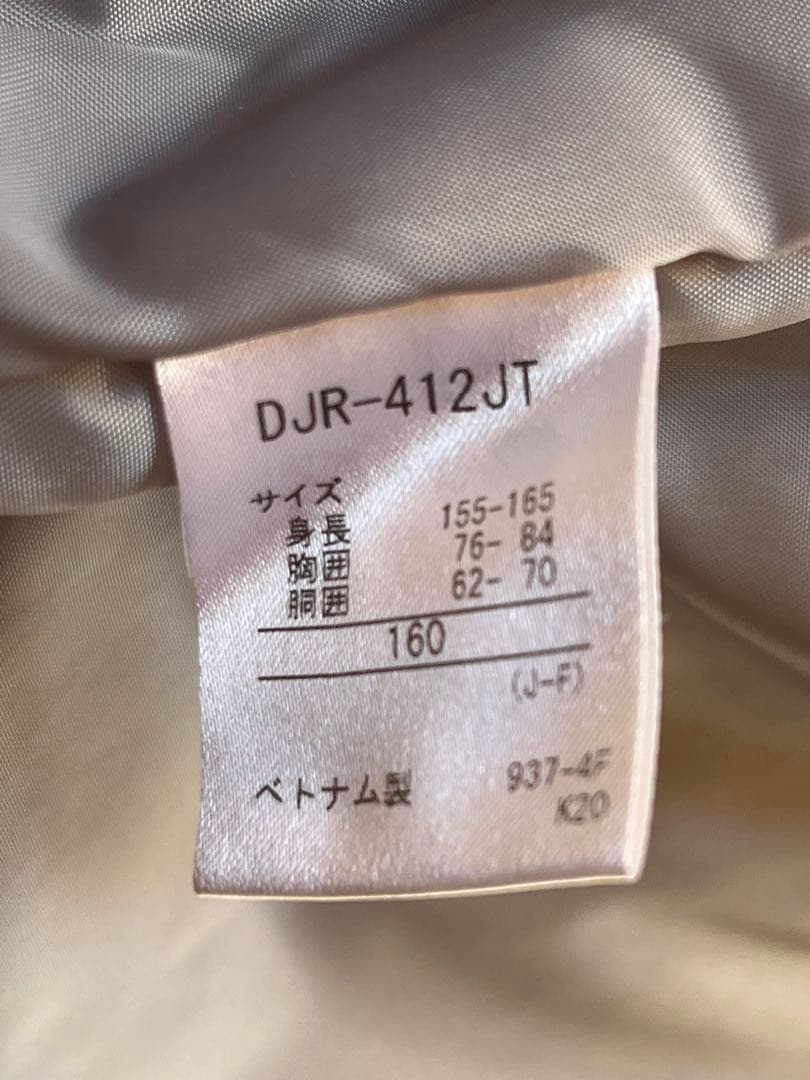 DJR-412JT
サイズ
身長 155-165
胸囲 76- 84
胴囲 62- 70
160
(J-F)
ベトナム製 937-4F
K20